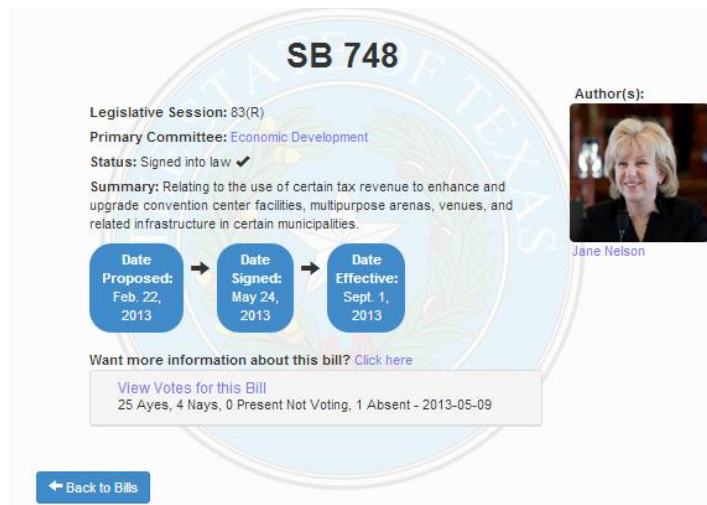 SB 748
Legislative Session: 83(R)
Primary Committee: Economic Development
Status: Signed into law ✔
Summary: Relating to the use of certain tax revenue to enhance and
upgrade convention center facilities, multipurpose arenas, venues, and
related infrastructure in certain municipalities.
Date
Proposed:
Feb. 22,
2013
Date
Signed:
May 24,
2013
Date
Effective:
Sept. 1,
2013
Want more information about this bill? Click here
View Votes for this Bill
25 Ayes, 4 Nays, 0 Present Not Voting, 1 Absent - 2013-05-09
Back to Bills
Author(s):
Jane Nelson
STATE OF TEXAS